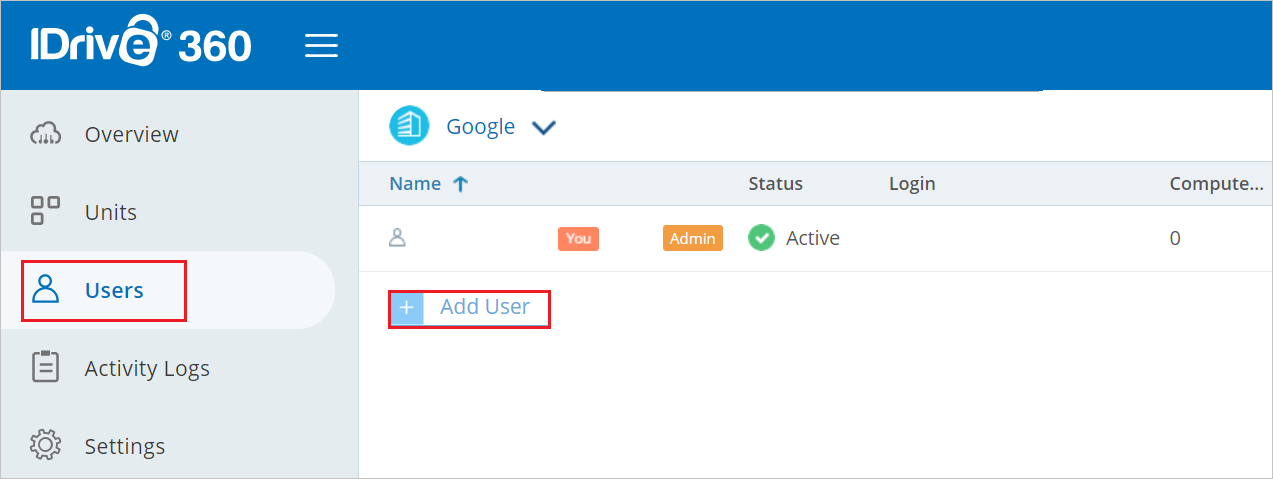 IDrive® 360
Overview
Units
Users
Activity Logs
Settings
Google
Name Status Login Compute...
You Admin Active 0
+ Add User